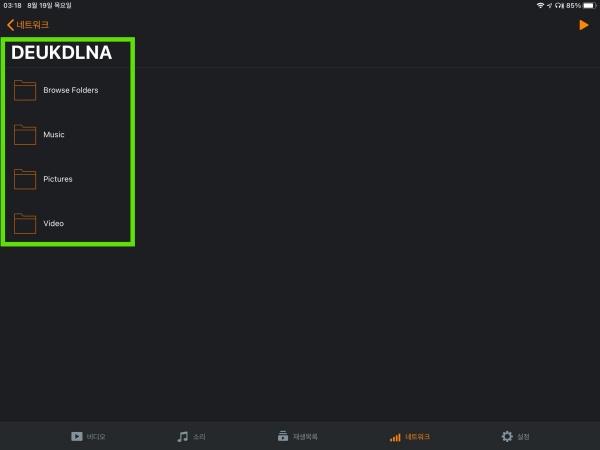 03:18 8월 19일 목요일 85%
네트워크
DEUKDLNA
Browse Folders
Music
Pictures
Video
비디오 소리 재생목록 네트워크 설정